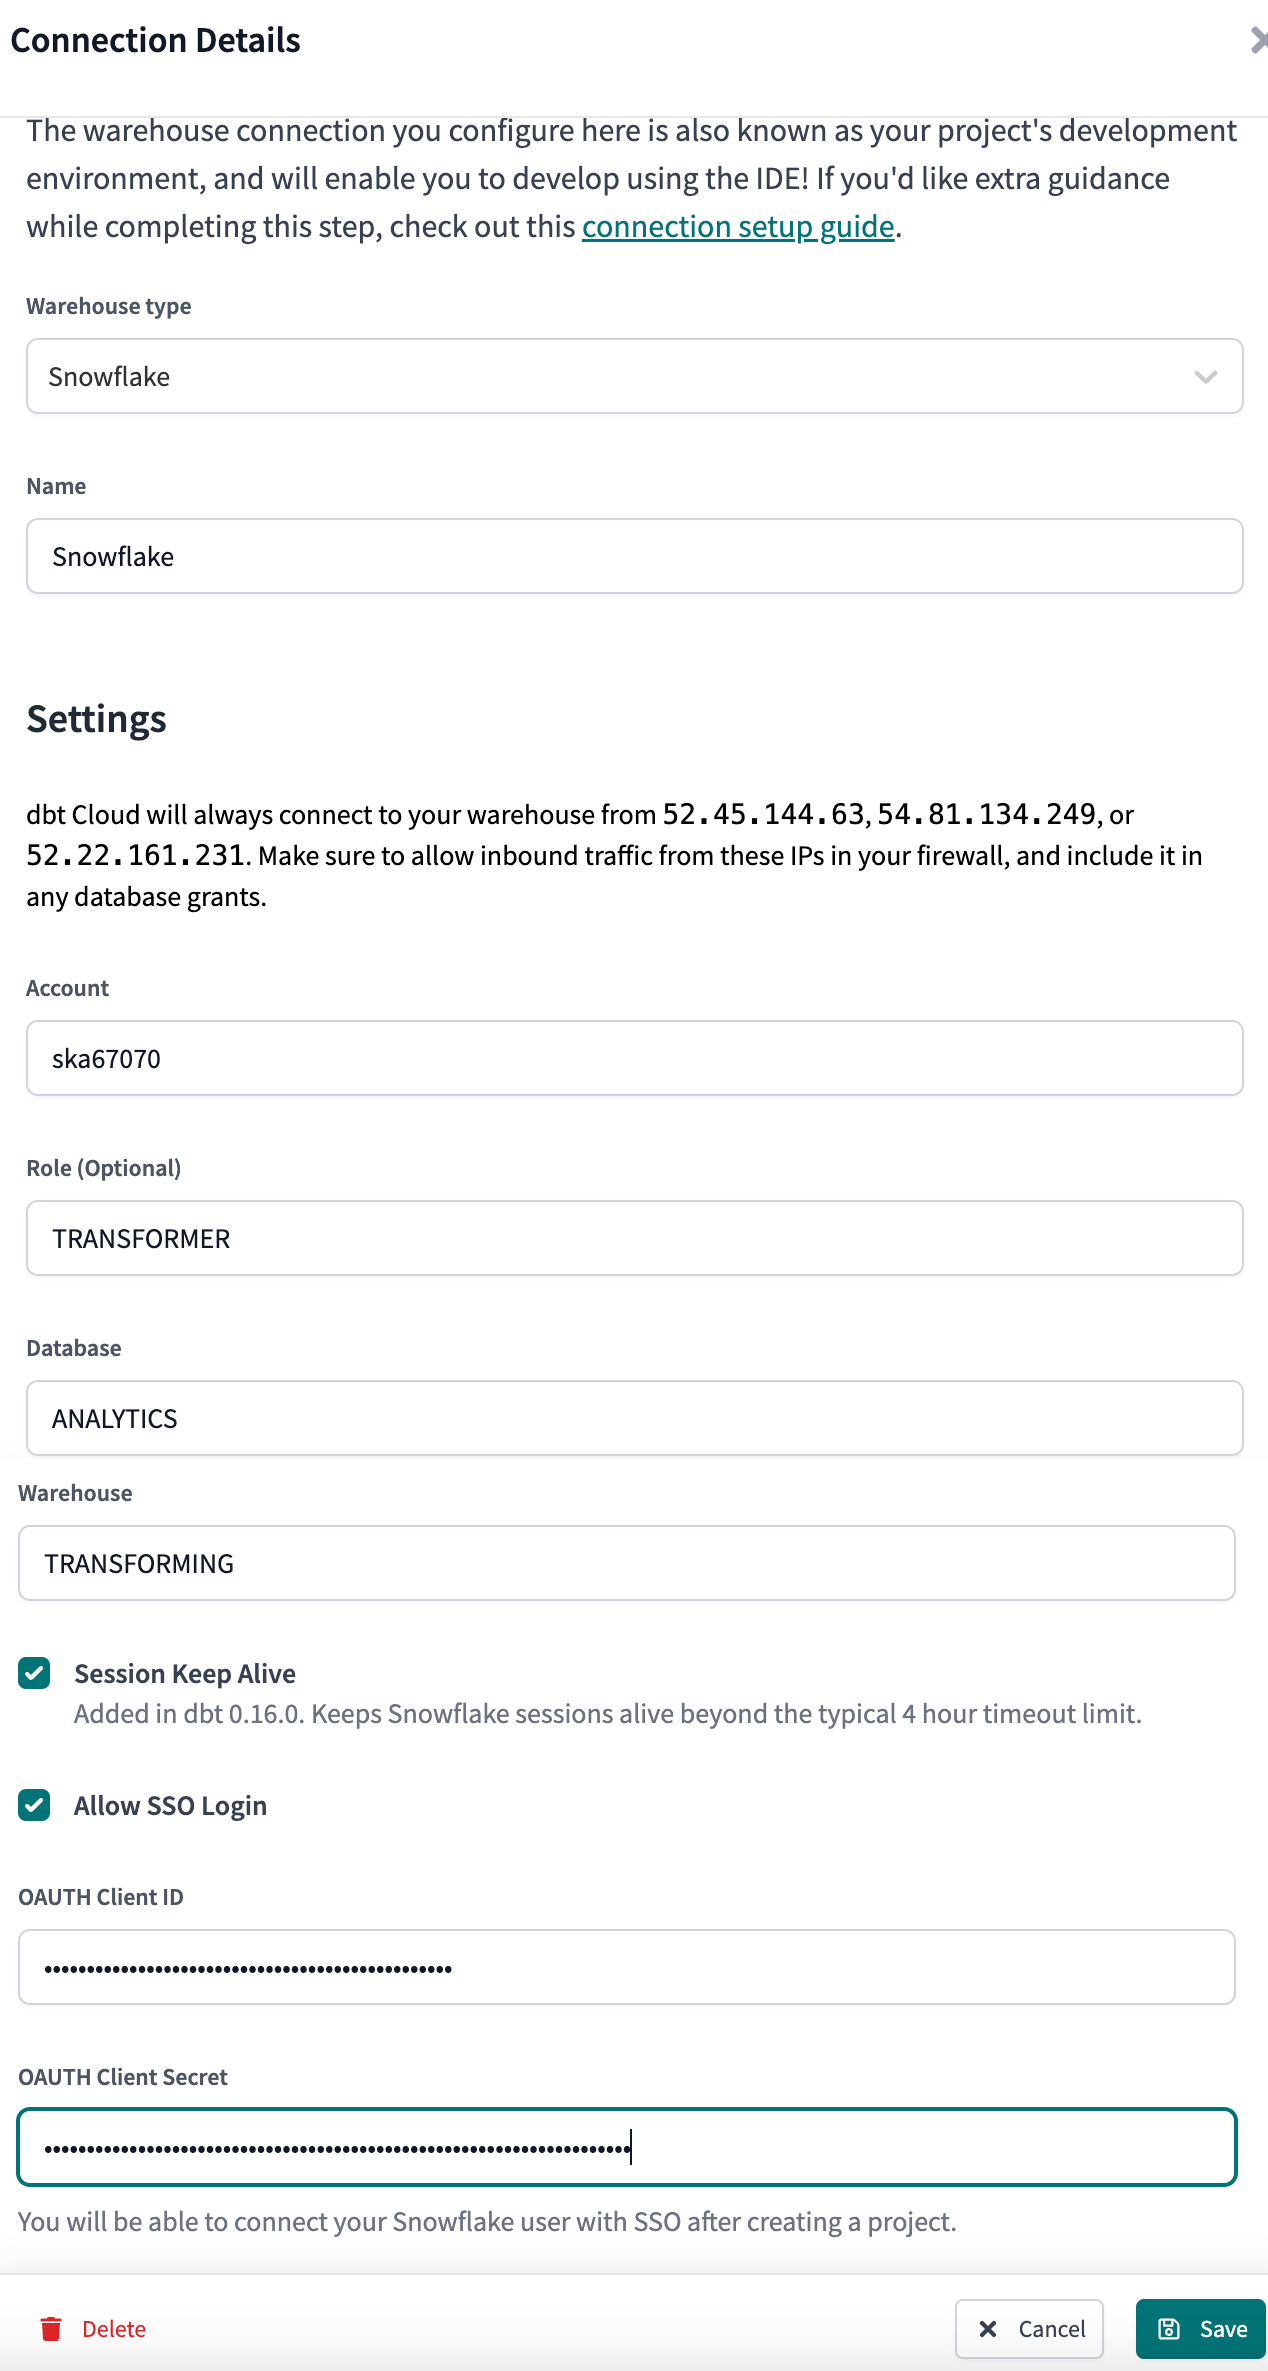 Connection Details
The warehouse connection you configure here is also known as your project's development
environment, and will enable you to develop using the IDE! If you'd like extra guidance
while completing this step, check out this connection setup guide.
Warehouse type
Snowflake
Name
Snowflake
Settings
dbt Cloud will always connect to your warehouse from 52.45.144.63, 54.81.134.249, or
52.22.161.231. Make sure to allow inbound traffic from these IPs in your firewall, and include it in
any database grants.
Account
ska67070
Role (Optional)
TRANSFORMER
Database
ANALYTICS
Warehouse
TRANSFORMING
Session Keep Alive
Added in dbt 0.16.0. Keeps Snowflake sessions alive beyond the typical 4 hour timeout limit.
Allow SSO Login
OAUTH Client ID
OAUTH Client Secret
You will be able to connect your Snowflake user with SSO after creating a project.
Delete
Cancel
Save